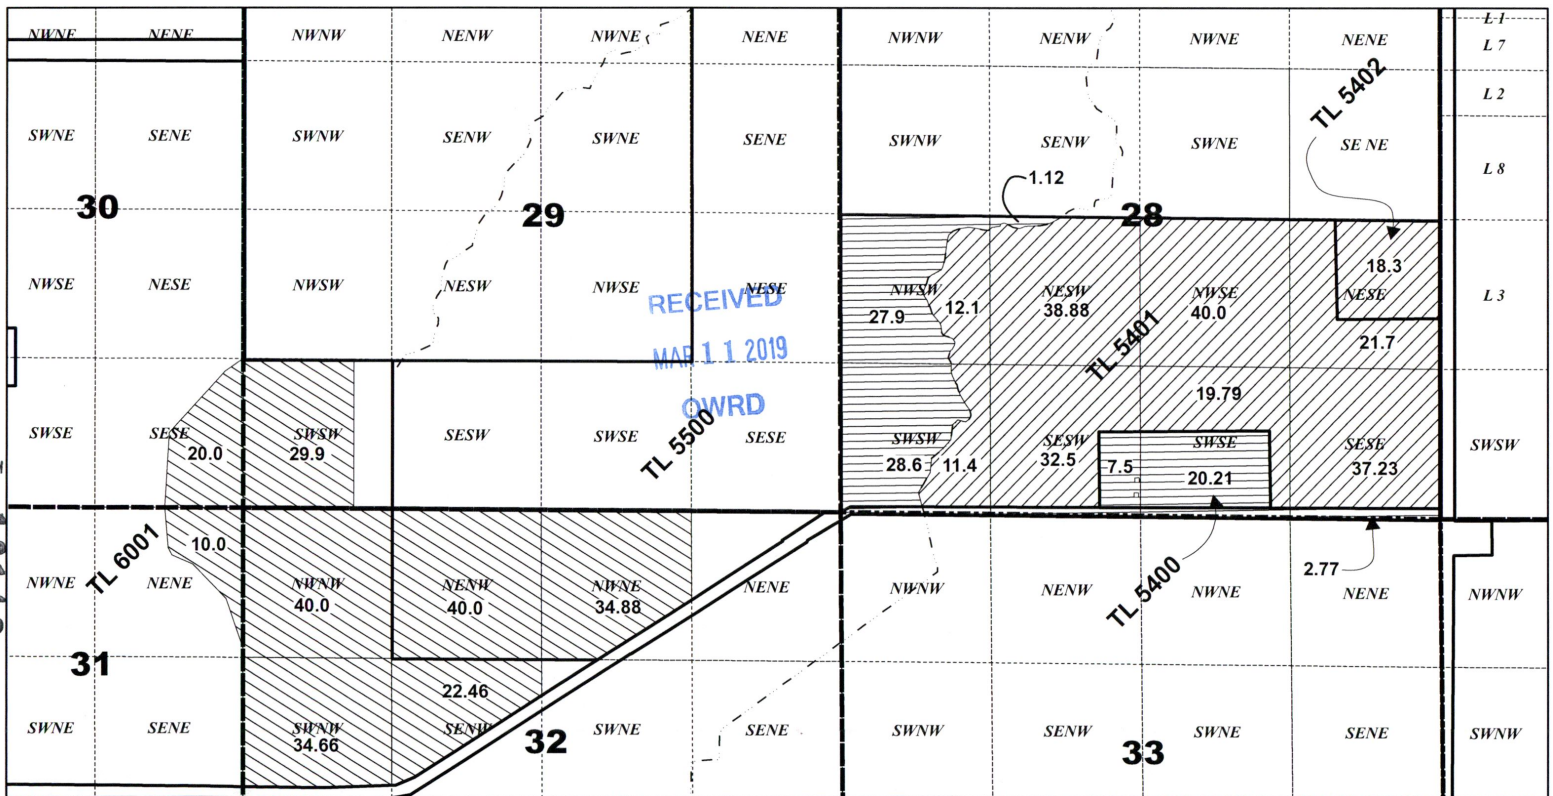 NWNE NENE NWNW NENW NWNE NENE NWNW NENW NWNE NENE L 1
L 7
TL 5402
L 2
SWNE SENE SWNW SENW SWNE SENE SWNW SENW SWNE SE NE
L 8
1.12
30 29 28
18.3
NWSE NESE NWSW NESW NWSE NESE NWSW NESW NWSE NESE L 3
RECEIVED
27.9 12.1 38.88 40.0
MAR 11 2019
TL 5401
21.7
OWRD
19.79
SWSE SESE SWSW SESW SWSE SESE SWSW SESW SWSE SESE SWSW
20.0 29.9
TL 5500
28.6 11.4 32.5 7.5 20.21 37.23
10.0
TL 6001
TL 5400
2.77
NWNE NENE NWNW NENW NWNE NENE NWNW NENW NWNE NENE NWNW
40.0 40.0 34.88
31
22.46
SWNE SENE SWNW SENW SWNE SENE SWNW SENW SWNE SENE SWNW
34.66
32 33